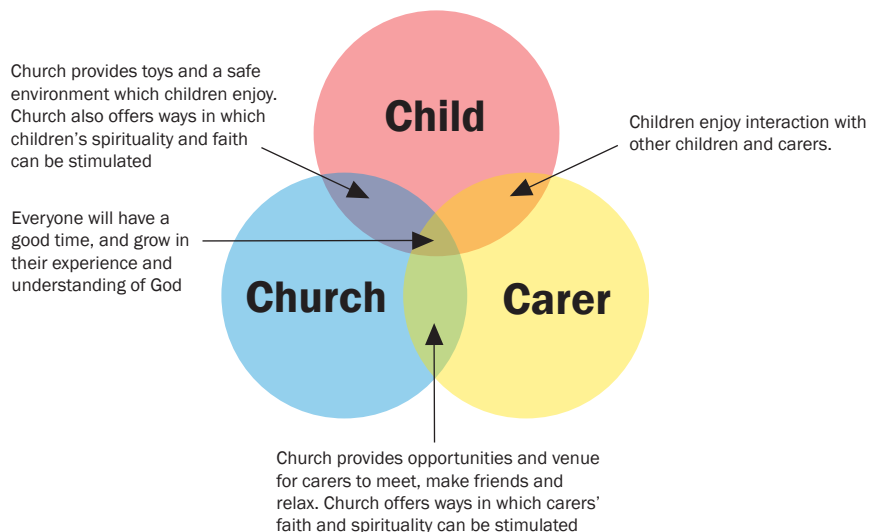 Child
Church provides toys and a safe
environment which children enjoy.
Church also offers ways in which
children's spirituality and faith
can be stimulated
Children enjoy interaction with
other children and carers.
Everyone will have a
good time, and grow in
their experience and
understanding of God
Church
Carer
Church provides opportunities and venue
for carers to meet, make friends and
relax. Church offers ways in which carers'
faith and spirituality can be stimulated